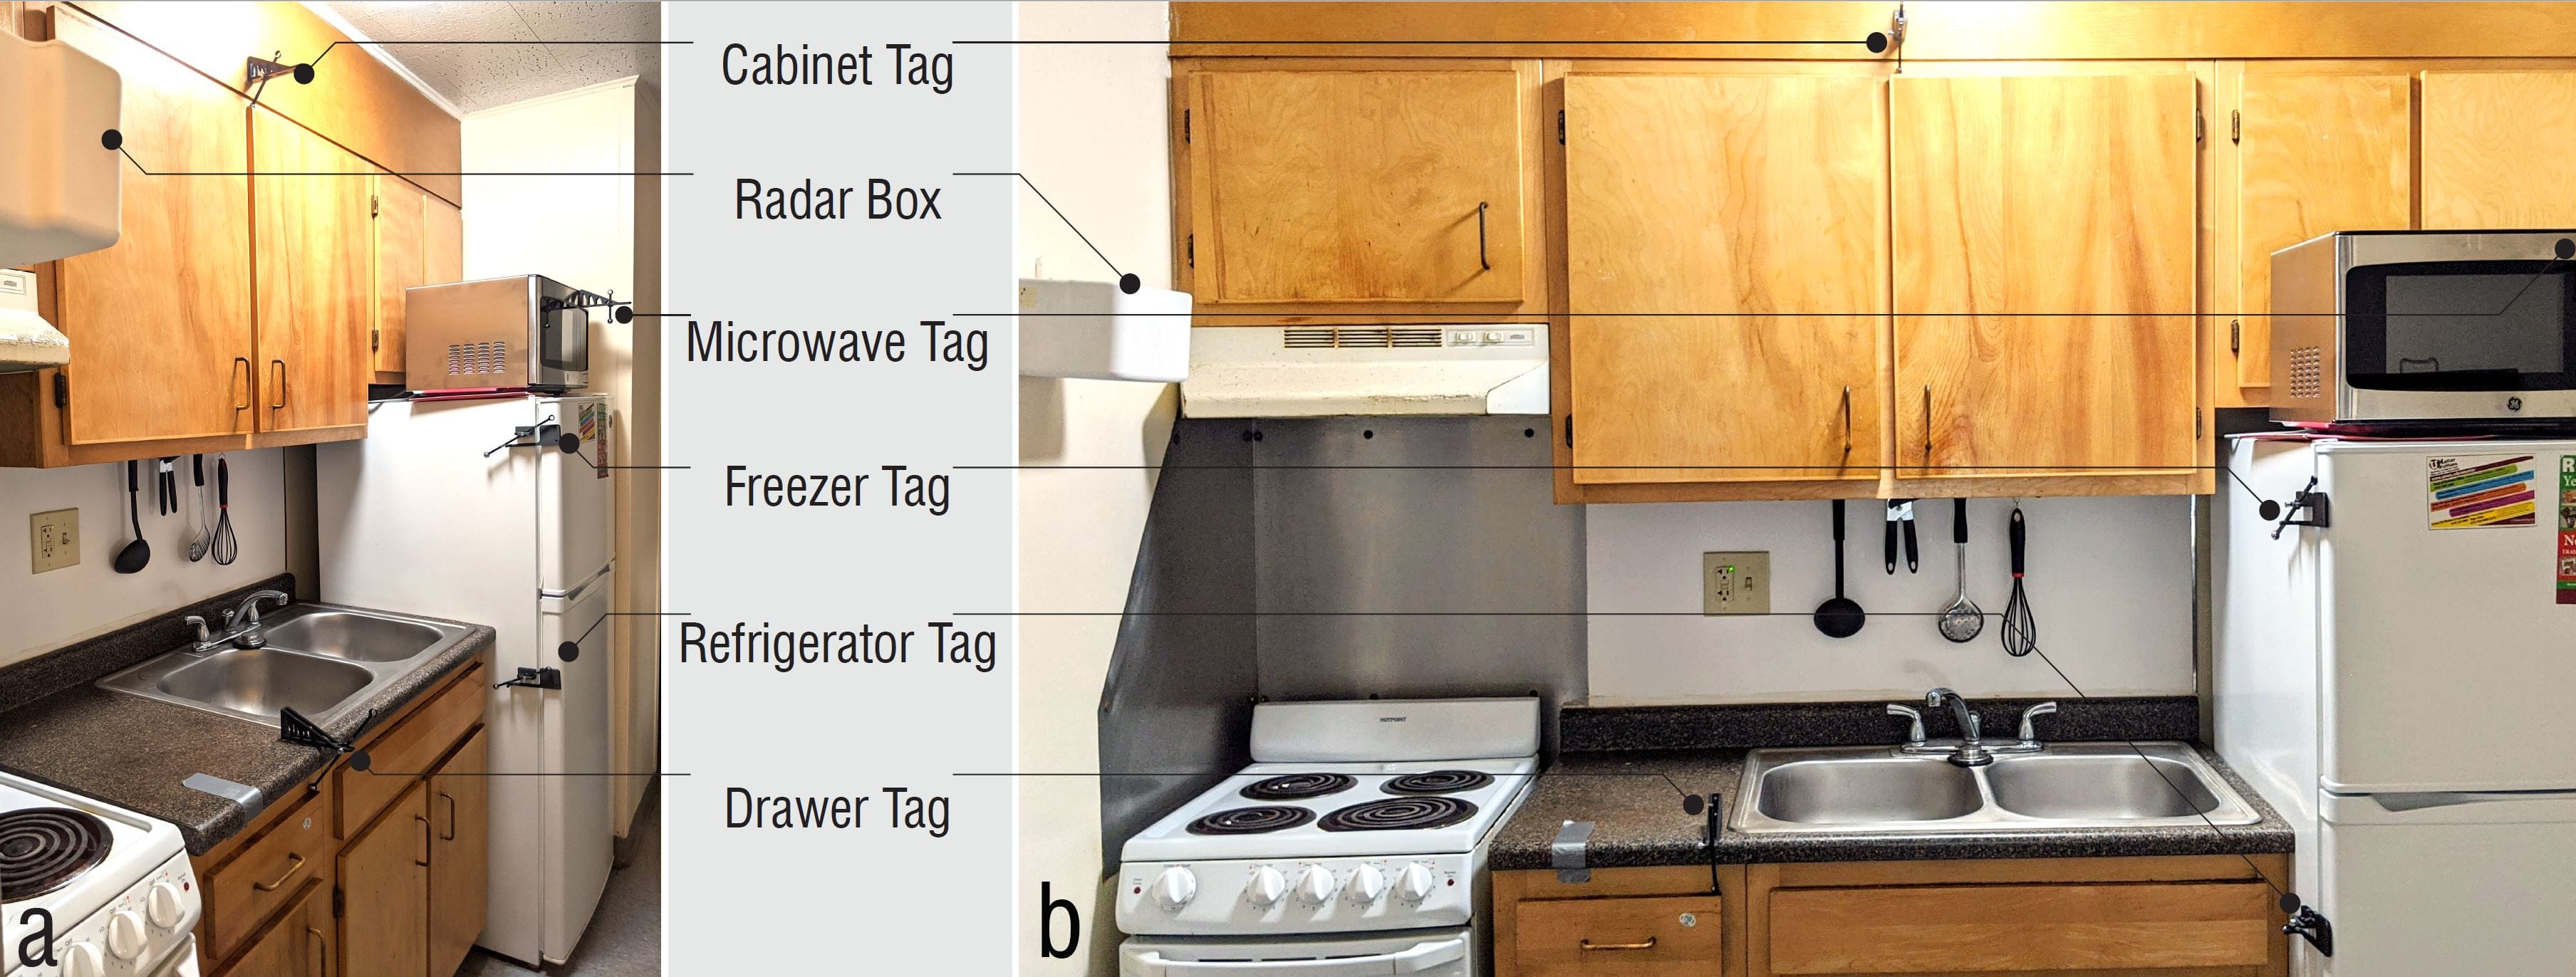 Cabinet Tag
Radar Box
Microwave Tag
Freezer Tag
Refrigerator Tag
Drawer Tag
a
b
HOTPOINT